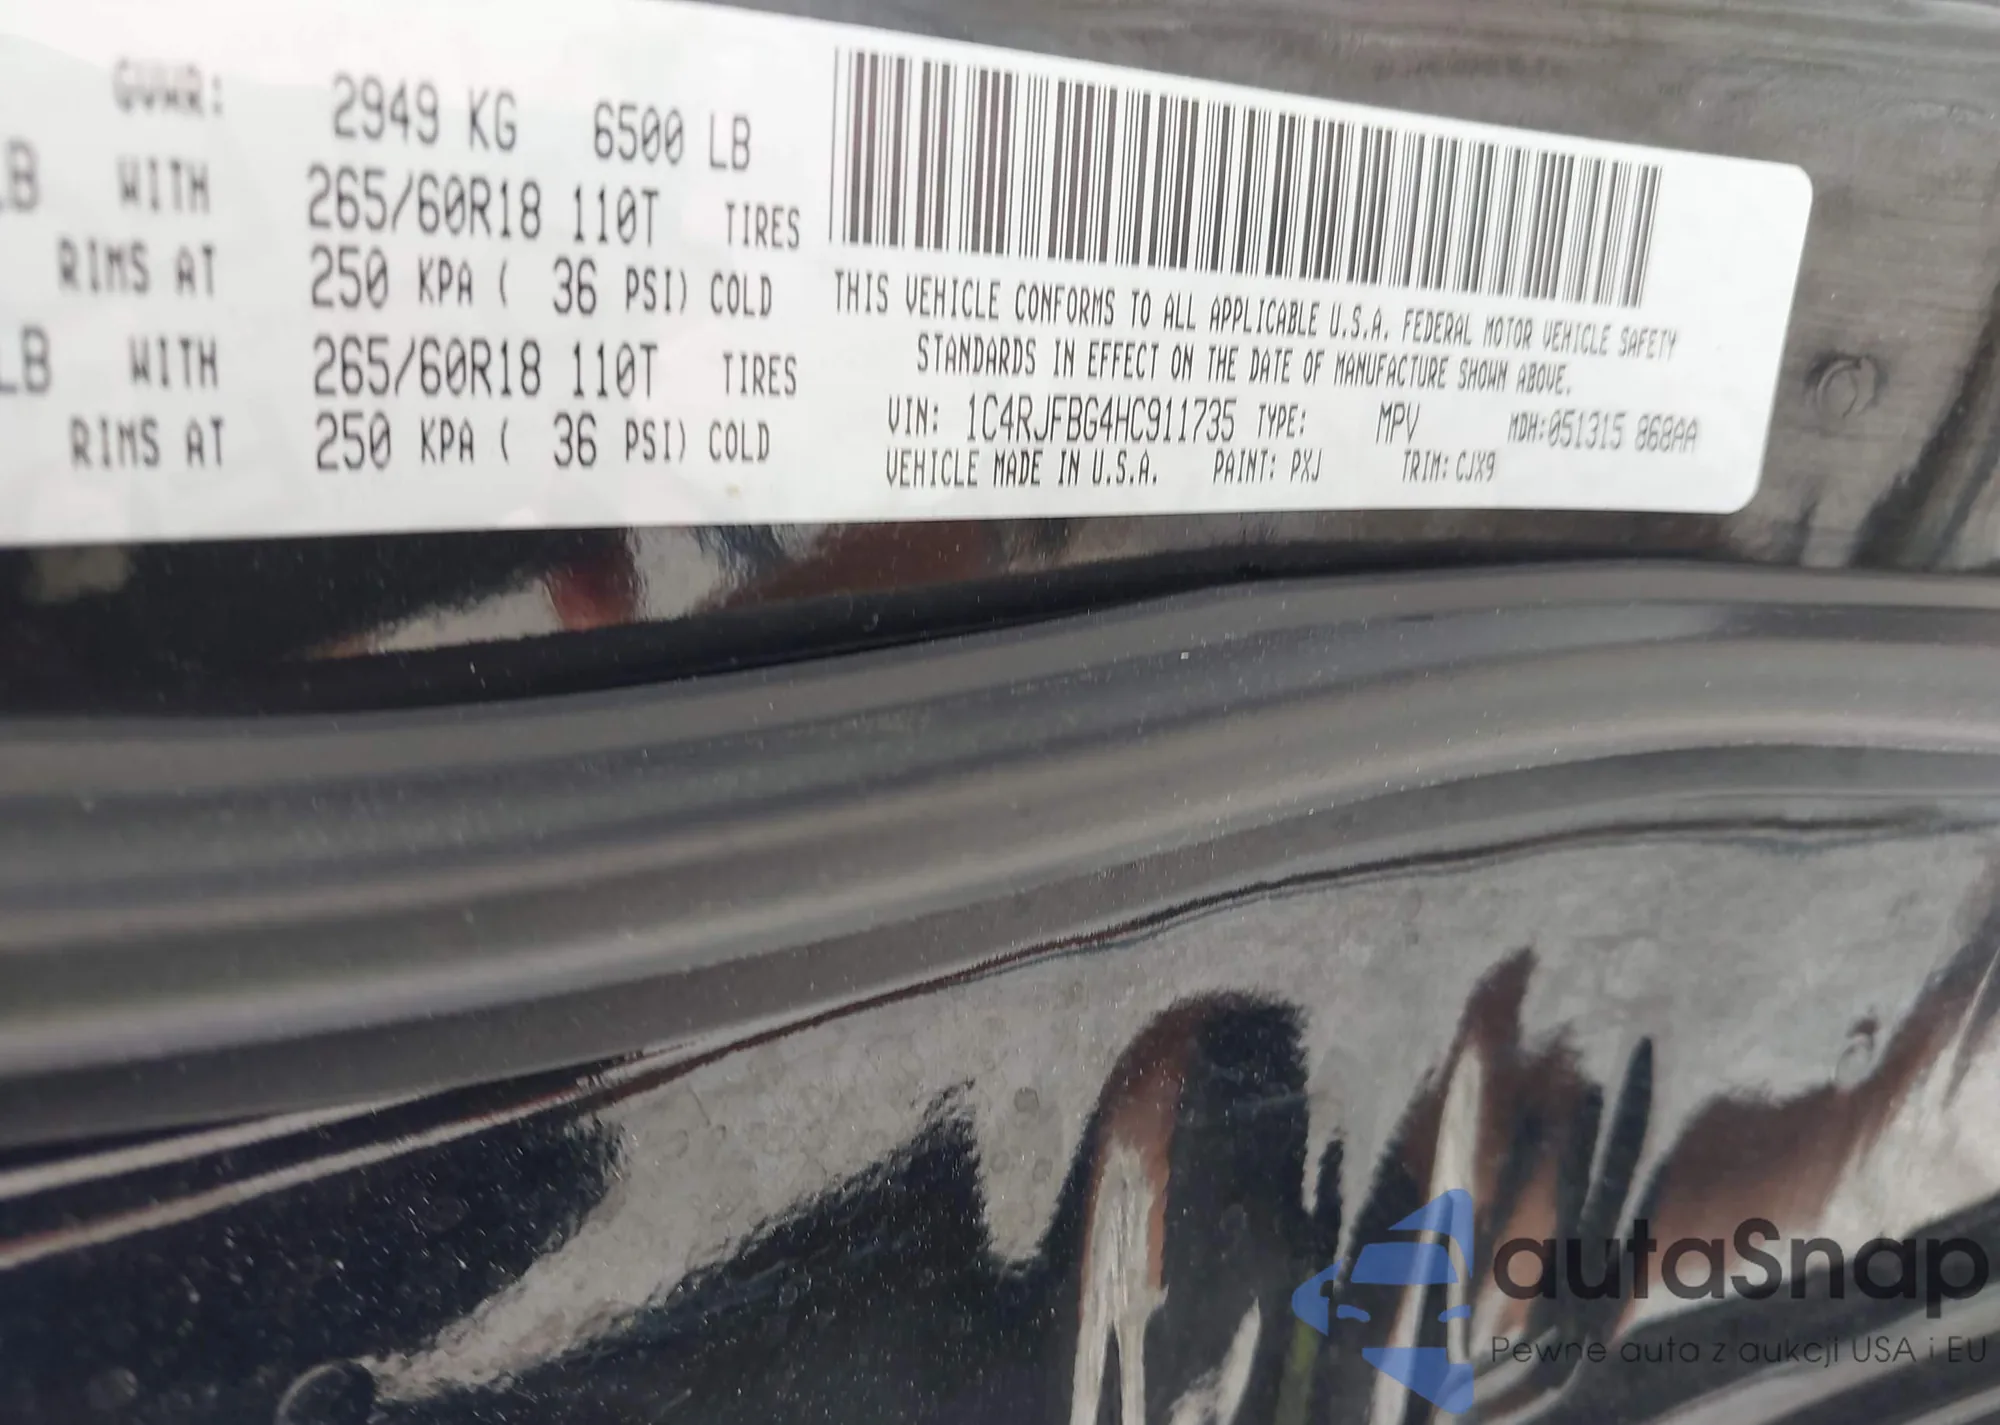 GVWR: 2949 KG 6500 LB
LB WITH 265/60R18 110T TIRES
RIMS AT 250 KPA ( 36 PSI) COLD
LB WITH 265/60R18 110T TIRES
RIMS AT 250 KPA ( 36 PSI) COLD
THIS VEHICLE CONFORMS TO ALL APPLICABLE U.S.A. FEDERAL MOTOR VEHICLE SAFETY
STANDARDS IN EFFECT ON THE DATE OF MANUFACTURE SHOWN ABOVE.
VIN: 1C4RJFBG4HC911735 TYPE: MPV MDH:051315 868AA
VEHICLE MADE IN U.S.A. PAINT: PXJ TRIM: CJX9
autaSnap
Pewne auta z aukcji USA i EU